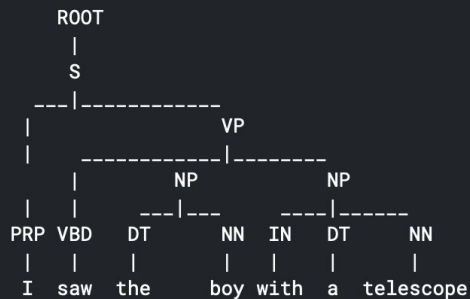 ROOT
S
VP
NP NP
PRP VBD DT NN IN DT NN
I saw the boy with a telescope